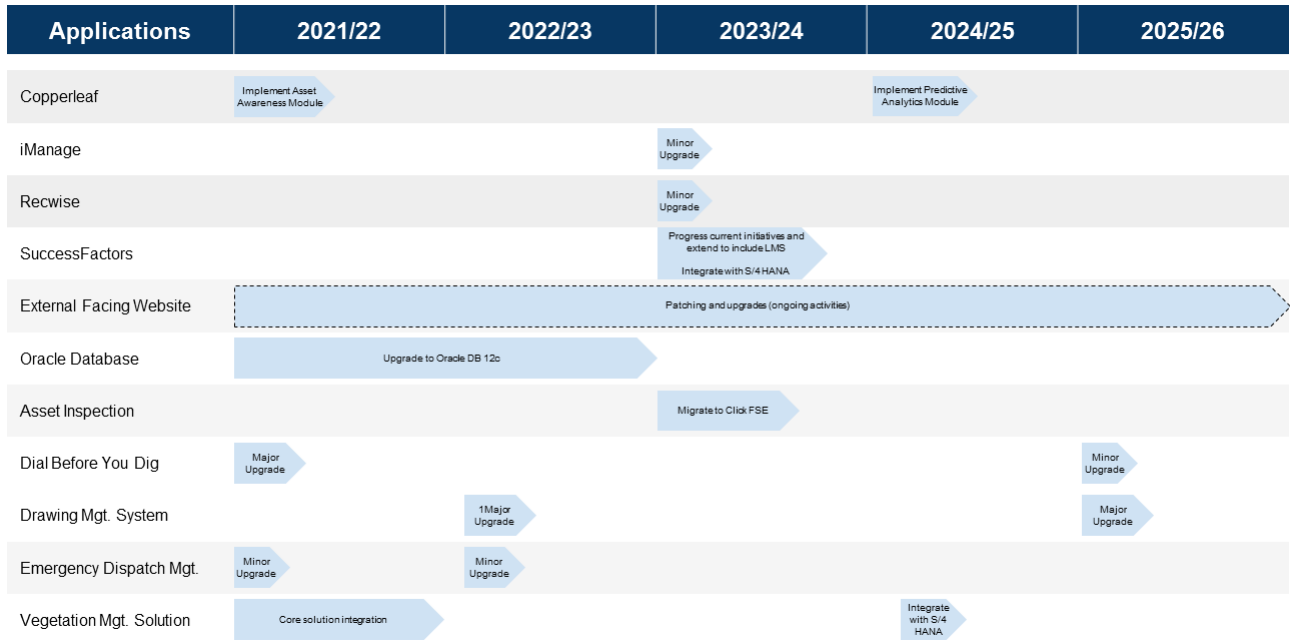 Applications
2021/22
2022/23
2023/24
2024/25
2025/26
Copperleaf
Implement Asset
Awareness Module
Implement Predictive
Analytics Module
iManage
Minor
Upgrade
Recwise
Minor
Upgrade
SuccessFactors
Progress current initiatives and
extend to include LMS
Integrate with S/4 HANA
External Facing Website
Patching and upgrades (ongoing activities)
Oracle Database
Upgrade to Oracle DB 12c
Asset Inspection
Migrate to Click FSE
Dial Before You Dig
Major
Upgrade
Minor
Upgrade
Drawing Mgt. System
1Major
Upgrade
Major
Upgrade
Emergency Dispatch Mgt.
Minor
Upgrade
Minor
Upgrade
Vegetation Mgt. Solution
Core solution integration
Integrate
with S/4
HANA